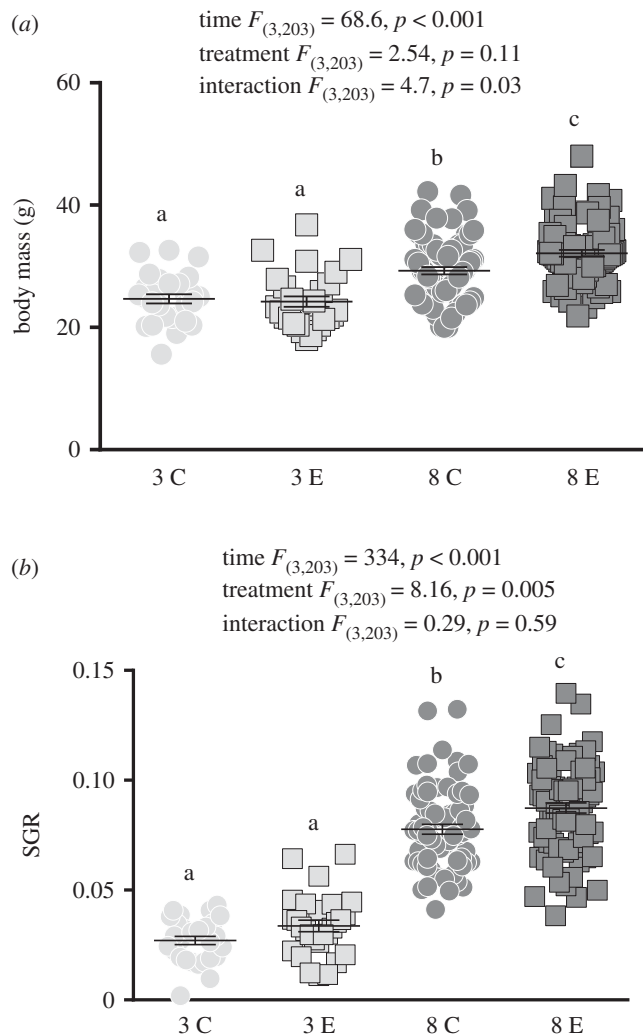 (a)
time F(3,203) = 68.6, p < 0.001
treatment F(3,203) = 2.54, p = 0.11
interaction F(3,203) = 4.7, p = 0.03
60
40
20
0
body mass (g)
a
a
b
c
3 C
3 E
8 C
8 E
(b)
time F(3,203) = 334, p < 0.001
treatment F(3,203) = 8.16, p = 0.005
interaction F(3,203) = 0.29, p = 0.59
0.15
0.10
0.05
0
SGR
a
a
b
c
3 C
3 E
8 C
8 E